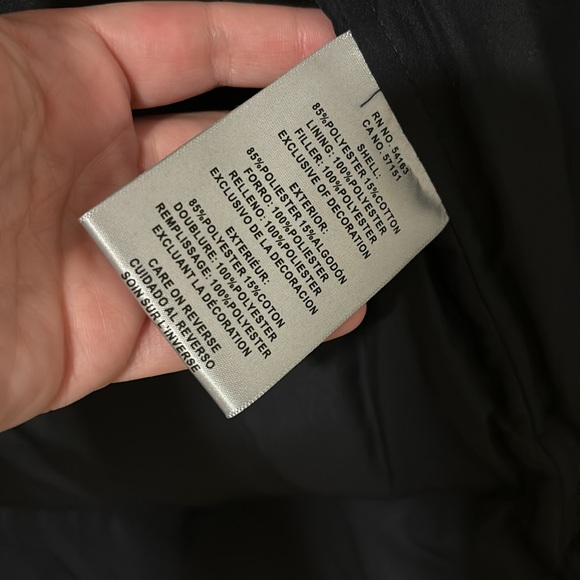 RN NO. 54163
CA NO. 57151
SHELL:
85%POLYESTER 15%COTTON
LINING: 100%POLYESTER
FILLER: 100%POLYESTER
EXCLUSIVE OF DECORATION
EXTERIOR:
85%POLIESTER 15%ALGODÓN
FORRO: 100%POLIESTER
RELLENO: 100%POLIESTER
EXCLUSIVO DE LA DECORACION
EXTERIEÚR:
85%POLYESTER 15%COTON
DOUBLURE: 100%POLYESTER
REMPLISSAGE: 100%POLYESTER
EXCLUANT LA DÉCORATION
CARE ON REVERSE
CUIDADO AL REVERSO
SOIN SUR L'INVERSE